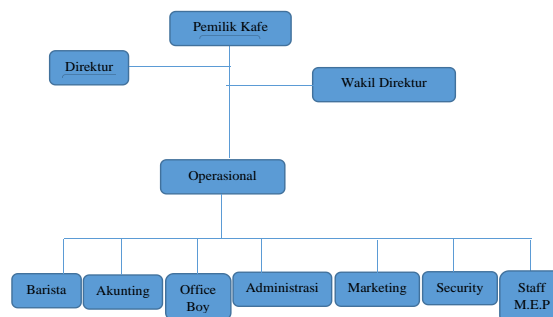 Pemilik Kafe
Direktur
Wakil Direktur
Operasional
Barista
Akunting
Office
Boy
Administrasi
Marketing
Security
Staff
M.E.P